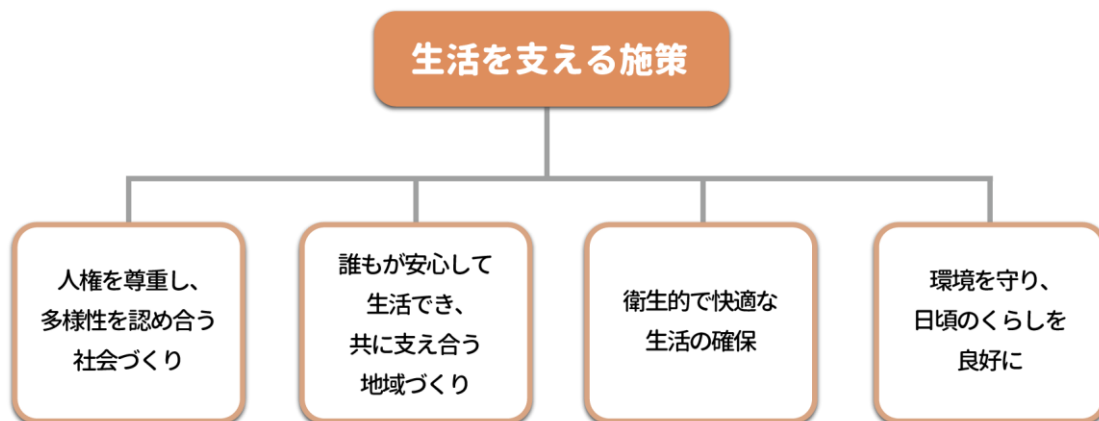 生活を支える施策
人権を尊重し、
多様性を認め合う
社会づくり
誰もが安心して
生活でき、
共に支え合う
地域づくり
衛生的で快適な
生活の確保
環境を守り、
日頃のくらしを
良好に